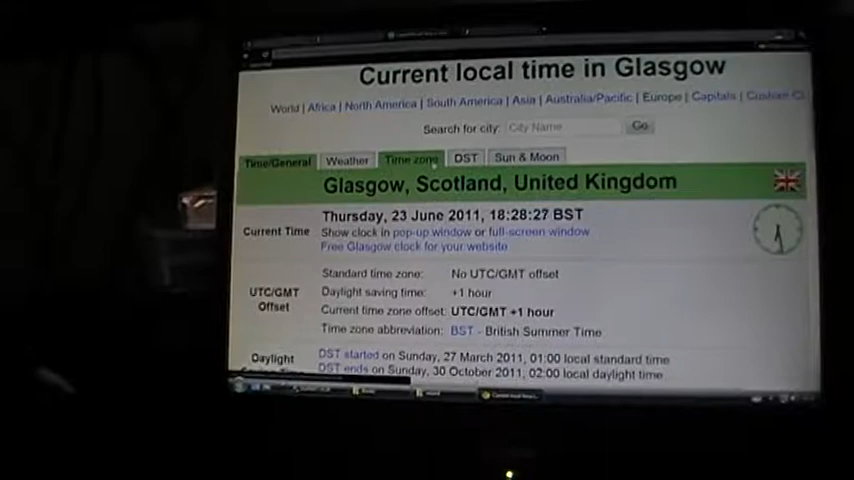 Current local time in Glasgow
World | Africa | North America | South America | Asia | Australia/Pacific | Europe | Capitals | Custom
Search for city: City Name Go
Time/General Weather Time zone DST Sun & Moon
Glasgow, Scotland, United Kingdom
Current Time
Thursday, 23 June 2011, 18:28:27 BST
Show clock in pop-up window or full-screen window
Free Glasgow clock for your website
UTC/GMT Offset
Standard time zone: No UTC/GMT offset
Daylight saving time: +1 hour
Current time zone offset: UTC/GMT +1 hour
Time zone abbreviation: BST - British Summer Time
Daylight
DST started on Sunday, 27 March 2011, 01:00 local standard time
DST ends on Sunday, 30 October 2011, 02:00 local daylight time